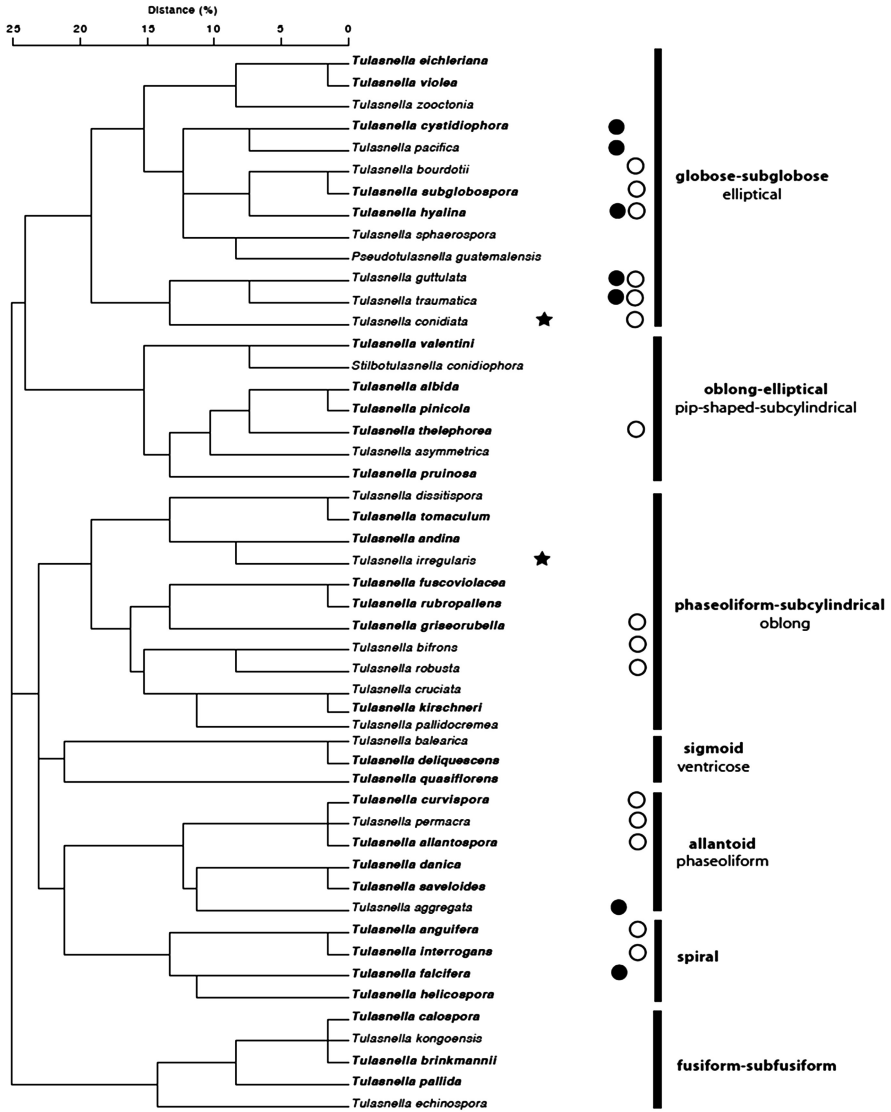 Distance (%)
25 20 15 10 5 0
Tulasnella eichleriana
Tulasnella violea
Tulasnella zooctonia
Tulasnella cystidiophora
Tulasnella pacifica
Tulasnella bourdotii
Tulasnella subglobospora
Tulasnella hyalina
Tulasnella sphaerospora
Pseudotulasnella guatemalensis
Tulasnella guttulata
Tulasnella traumatica
Tulasnella conidiata
globose-subglobose
elliptical
Tulasnella valentini
Stilbotulasnella conidiophora
Tulasnella albida
Tulasnella pinicola
Tulasnella thelephorea
Tulasnella asymmetrica
Tulasnella pruinosa
oblong-elliptical
pip-shaped-subcylindrical
Tulasnella dissitispora
Tulasnella tomaculum
Tulasnella andina
Tulasnella irregularis
Tulasnella fuscoviolacea
Tulasnella rubropallens
Tulasnella griseorubella
Tulasnella bifrons
Tulasnella robusta
Tulasnella cruciata
Tulasnella kirschneri
Tulasnella pallidocremea
phaseoliform-subcylindrical
oblong
Tulasnella balearica
Tulasnella deliquescens
Tulasnella quasiflorens
sigmoid
ventricose
Tulasnella curvispora
Tulasnella permacra
Tulasnella allantospora
Tulasnella danica
Tulasnella saveloides
Tulasnella aggregata
allantoid
phaseoliform
Tulasnella anguifera
Tulasnella interrogans
Tulasnella falcifera
Tulasnella helicospora
spiral
Tulasnella calospora
Tulasnella kongoensis
Tulasnella brinkmannii
Tulasnella pallida
Tulasnella echinospora
fusiform-subfusiform